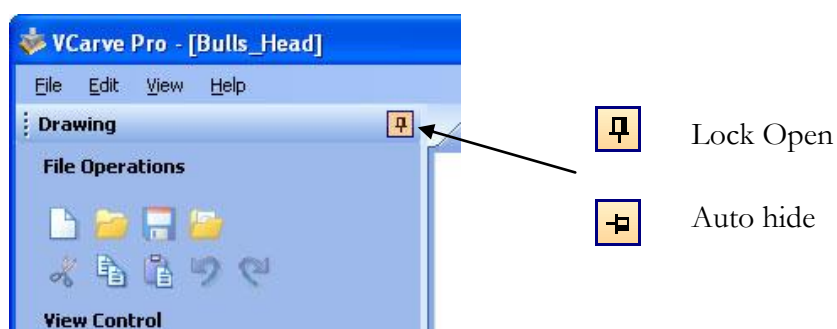 VCarve Pro - [Bulls_Head]
File Edit View Help
Drawing
File Operations
View Control
Lock Open
Auto hide